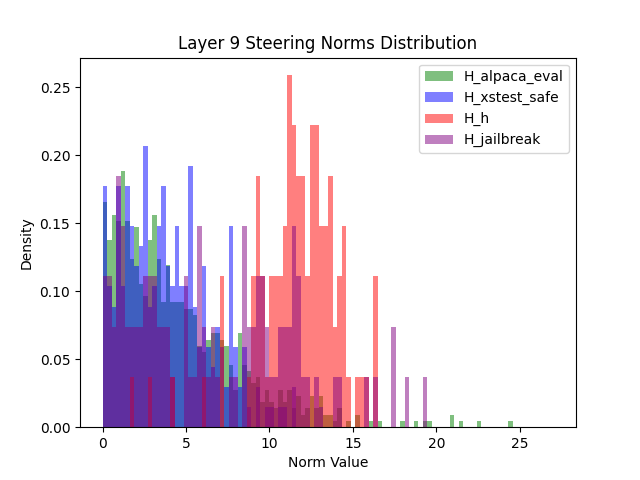 Layer 9 Steering Norms Distribution
H_alpaca_eval
H_xstest_safe
H_h
H_jailbreak
Density
0.25
0.20
0.15
0.10
0.05
0.00
0 5 10 15 20 25
Norm Value